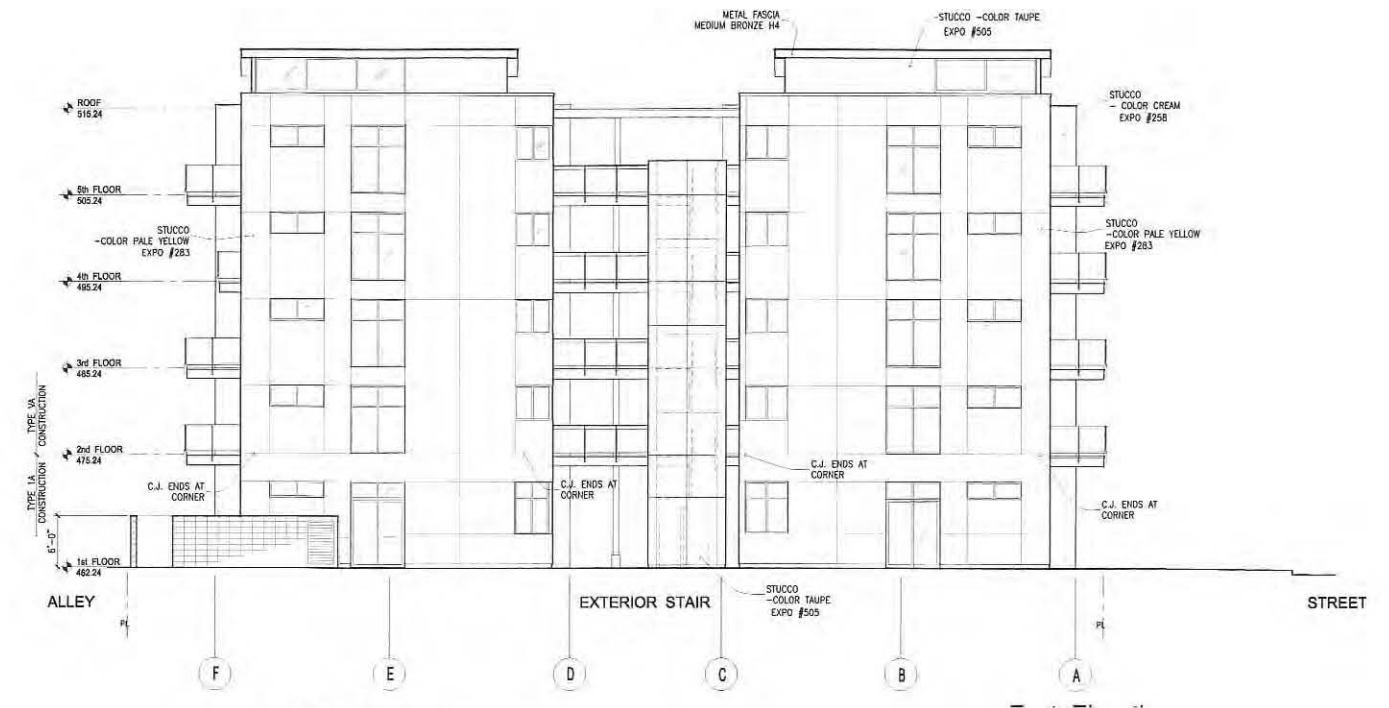 METAL FASCIA
MEDIUM BRONZE H4
-STUCCO -COLOR TAUPE
EXPO #505
ROOF
515.24
STUCCO
- COLOR CREAM
EXPO #258
5th FLOOR
505.24
STUCCO
-COLOR PALE YELLOW
EXPO #283
STUCCO
-COLOR PALE YELLOW
EXPO #283
4th FLOOR
495.24
3rd FLOOR
485.24
TYPE VA
CONSTRUCTION
2nd FLOOR
475.24
TYPE 1A
CONSTRUCTION
C.J. ENDS AT
CORNER
C.J. ENDS AT
CORNER
C.J. ENDS AT
CORNER
C.J. ENDS AT
CORNER
6'-0"
1st FLOOR
462.24
ALLEY
EXTERIOR STAIR
STUCCO
-COLOR TAUPE
EXPO #505
STREET
PL
PL
F
E
D
C
B
A